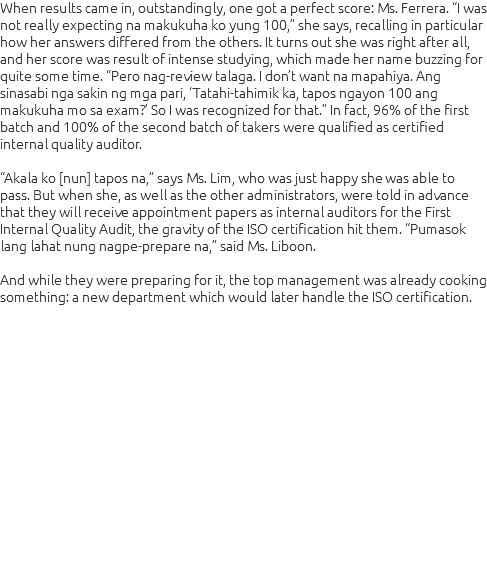 When results came in, outstandingly, one got a perfect score: Ms. Ferrera. “I was
not really expecting na makukuha ko yung 100,” she says, recalling in particular
how her answers differed from the others. It turns out she was right after all,
and her score was result of intense studying, which made her name buzzing for
quite some time. “Pero nag-review talaga. I don’t want na mapahiya. Ang
sinasabi nga sakin ng mga pari, ‘Tatahi-tahimik ka, tapos ngayon 100 ang
makukuha mo sa exam?’ So I was recognized for that.” In fact, 96% of the first
batch and 100% of the second batch of takers were qualified as certified
internal quality auditor.
“Akala ko [nun] tapos na,” says Ms. Lim, who was just happy she was able to
pass. But when she, as well as the other administrators, were told in advance
that they will receive appointment papers as internal auditors for the First
Internal Quality Audit, the gravity of the ISO certification hit them. “Pumasok
lang lahat nung nagpe-prepare na,” said Ms. Liboon.
And while they were preparing for it, the top management was already cooking
something: a new department which would later handle the ISO certification.